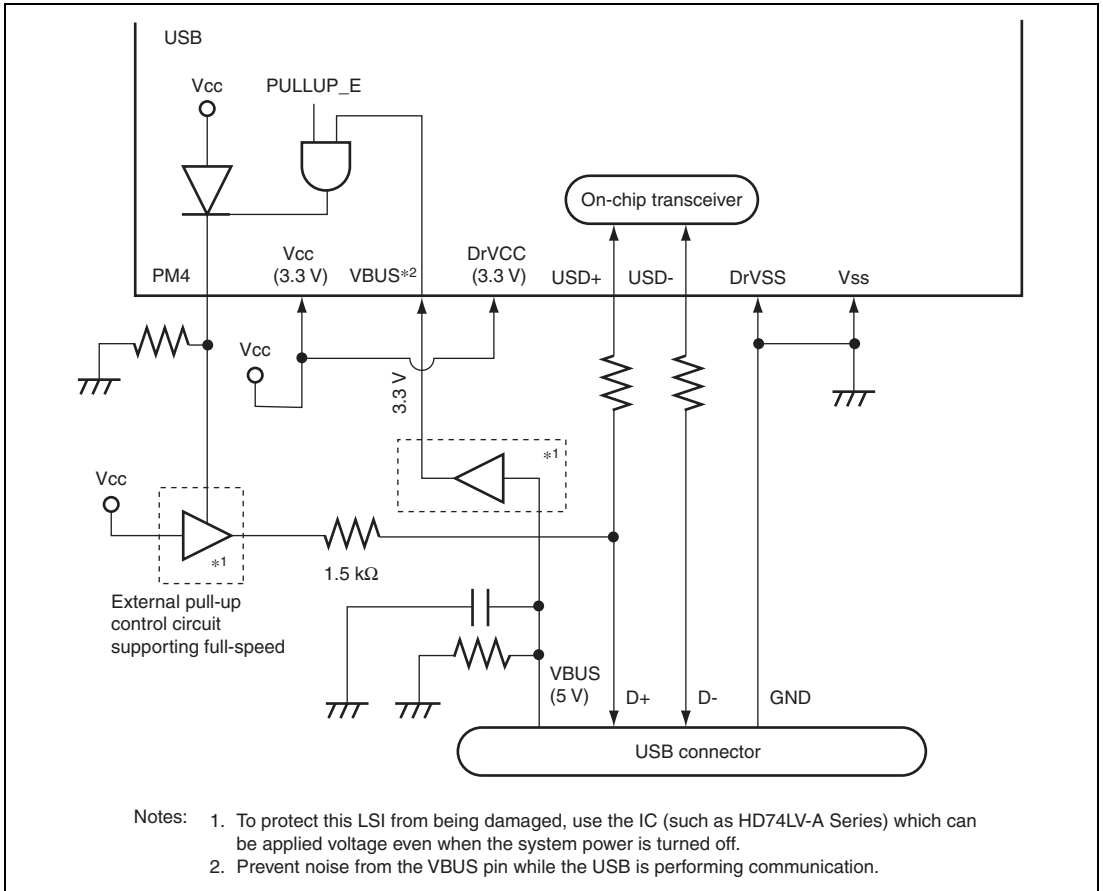 USB
Vcc
PULLUP_E
On-chip transceiver
PM4
Vcc
(3.3 V)
VBUS*2
DrVCC
(3.3 V)
USD+
USD-
DrVSS
Vss
Vcc
3.3 V
*1
Vcc
*1
1.5 kΩ
External pull-up
control circuit
supporting full-speed
VBUS
(5 V)
D+
D-
GND
USB connector
Notes: 1. To protect this LSI from being damaged, use the IC (such as HD74LV-A Series) which can
be applied voltage even when the system power is turned off.
2. Prevent noise from the VBUS pin while the USB is performing communication.